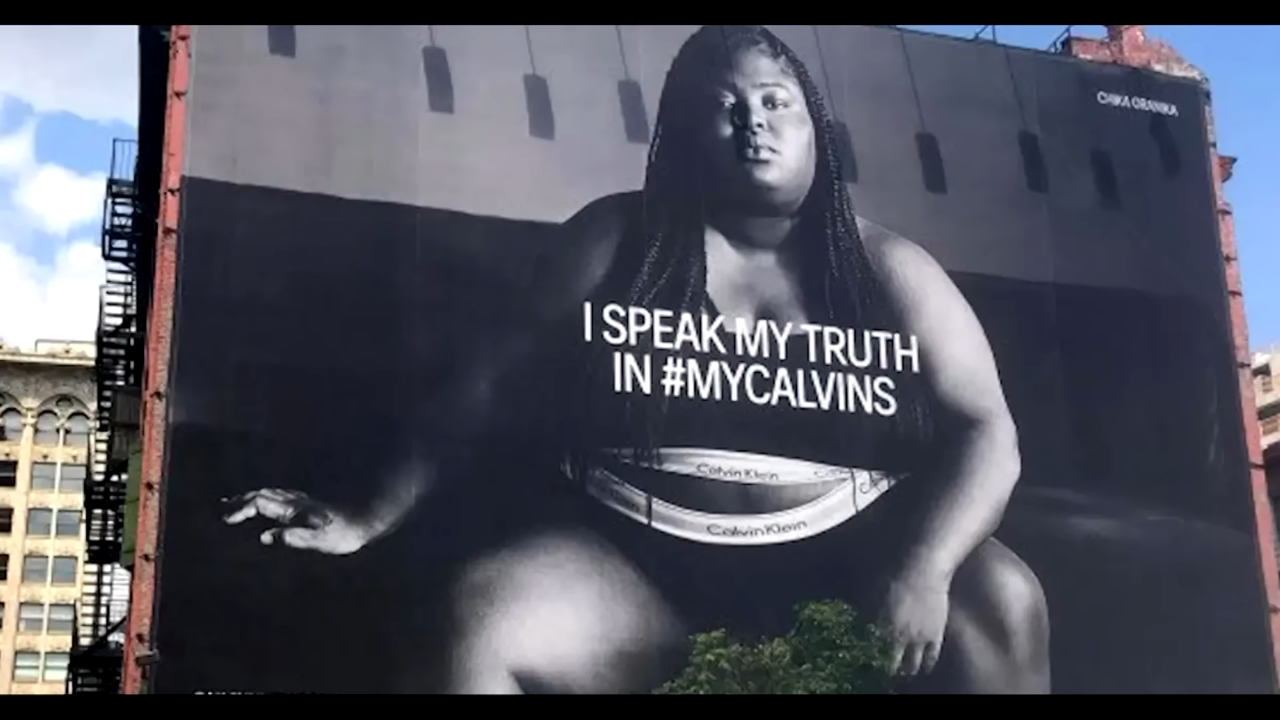 CHIKA ORANIKA
I SPEAK MY TRUTH
IN #MYCALVINS
Calvin Klein
Calvin Klein